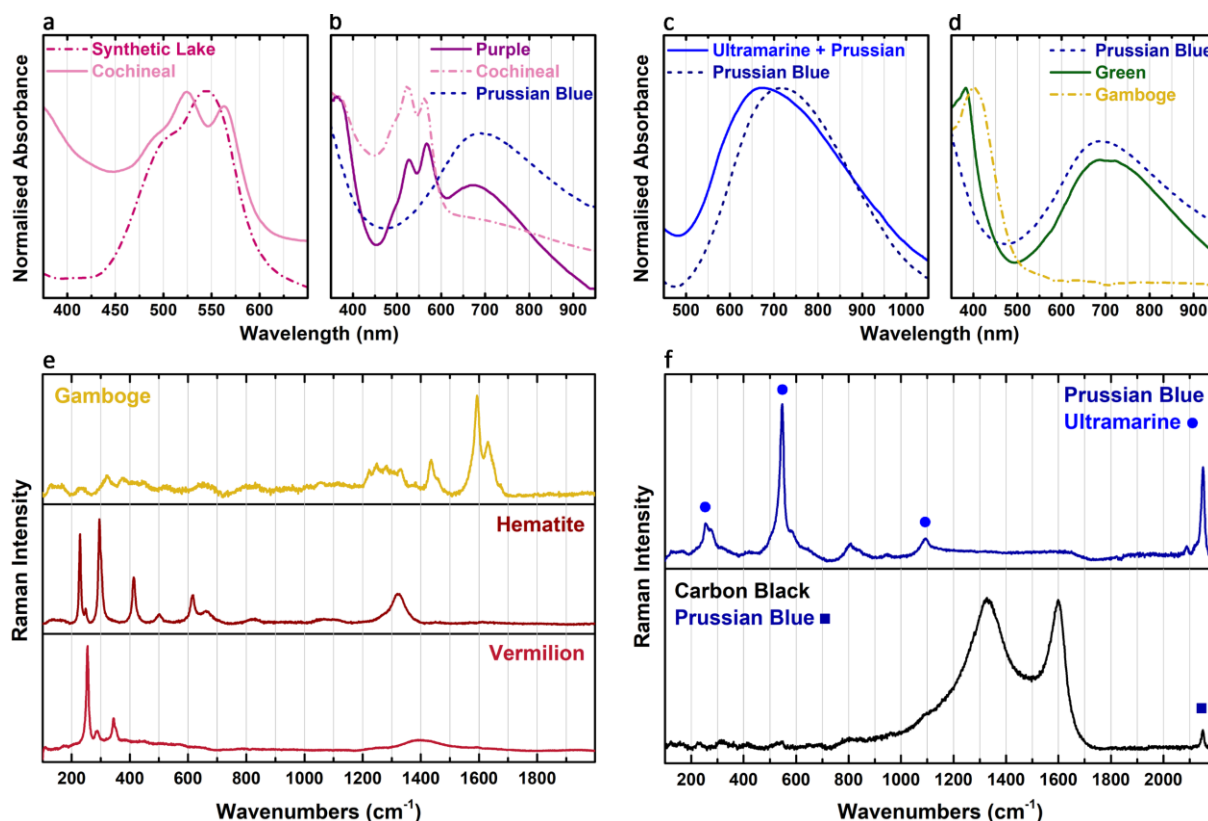 a
b
c
d
Synthetic Lake
Cochineal
Purple
Cochineal
Prussian Blue
Ultramarine + Prussian
Prussian Blue
Prussian Blue
Green
Gamboge
Normalised Absorbance
Normalised Absorbance
400 450 500 550 600
400 500 600 700 800 900
500 600 700 800 900 1000
400 500 600 700 800 900
Wavelength (nm)
Wavelength (nm)
Wavelength (nm)
Wavelength (nm)
e
f
Gamboge
Hematite
Vermilion
Raman Intensity
200 400 600 800 1000 1200 1400 1600 1800
Wavenumbers (cm⁻¹)
Prussian Blue
Ultramarine ●
Carbon Black
Prussian Blue ■
Raman Intensity
200 400 600 800 1000 1200 1400 1600 1800 2000
Wavenumbers (cm⁻¹)